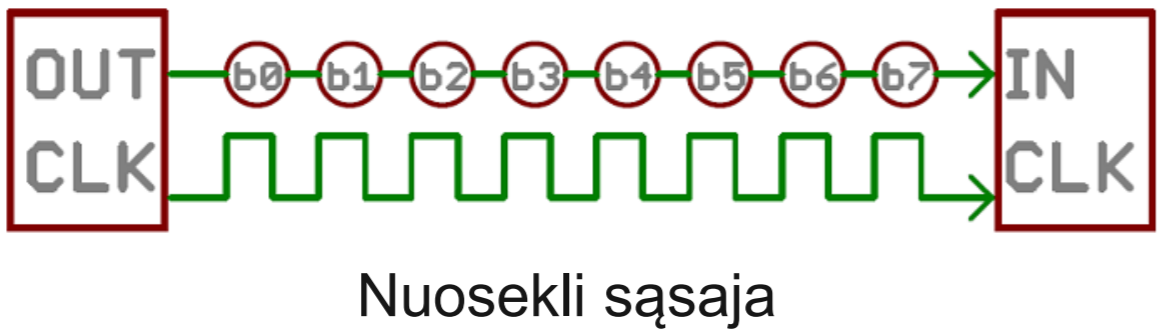 OUT b0 b1 b2 b3 b4 b5 b6 b7 IN
CLK CLK
Nuosekli sąsaja